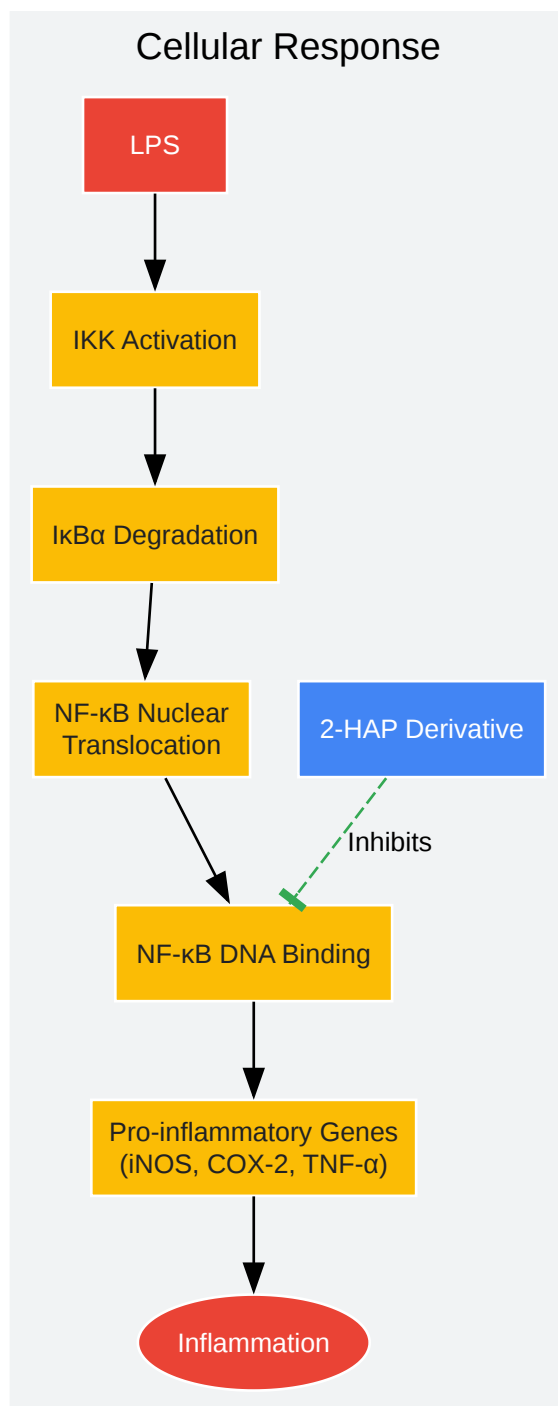 Cellular Response
LPS
IKK Activation
IκBα Degradation
NF-κB Nuclear
Translocation
2-HAP Derivative
Inhibits
NF-κB DNA Binding
Pro-inflammatory Genes
(iNOS, COX-2, TNF-α)
Inflammation